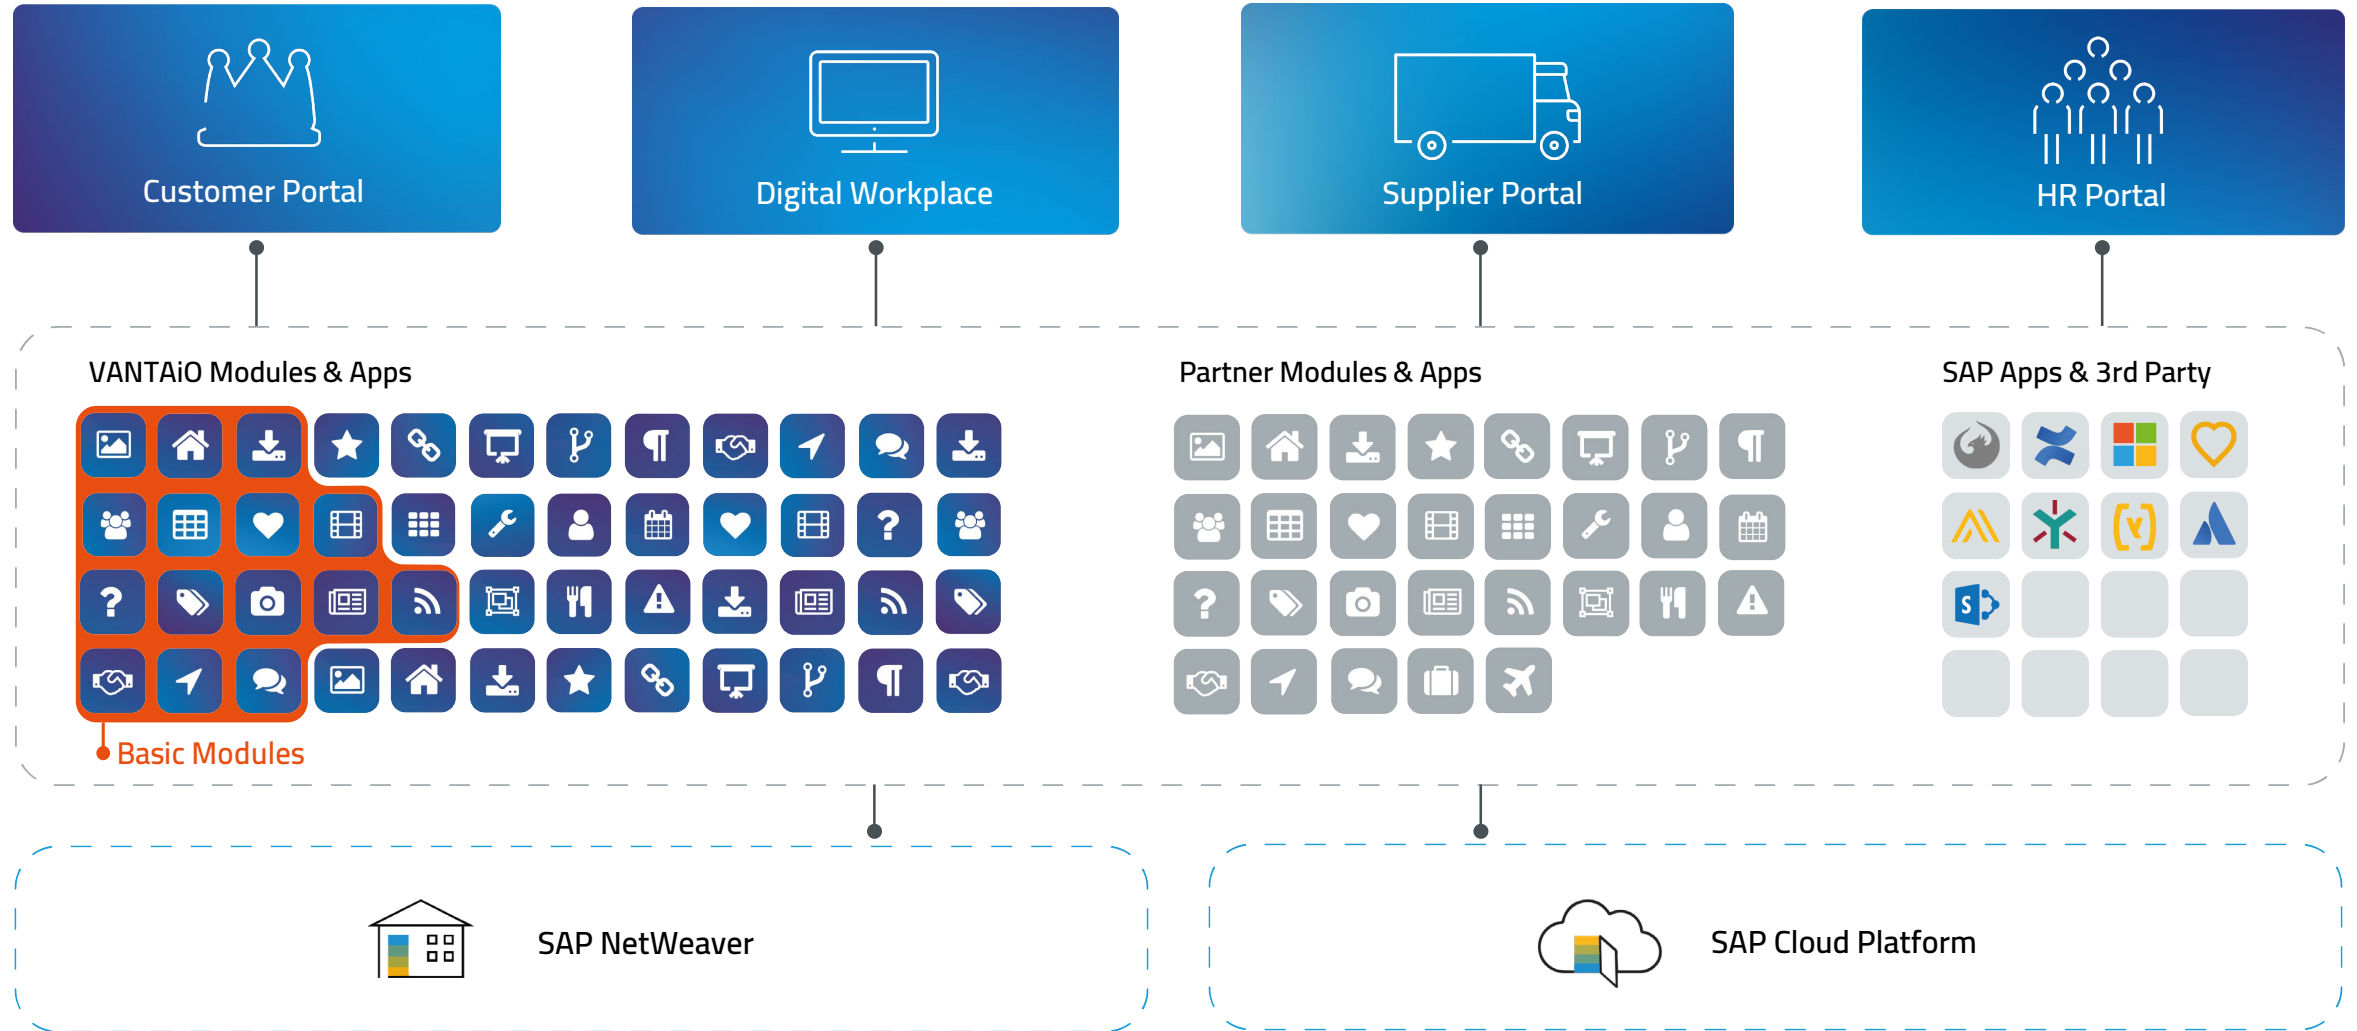 Customer Portal
Digital Workplace
Supplier Portal
HR Portal
VANTAiO Modules & Apps
Partner Modules & Apps
SAP Apps & 3rd Party
Basic Modules
SAP NetWeaver
SAP Cloud Platform